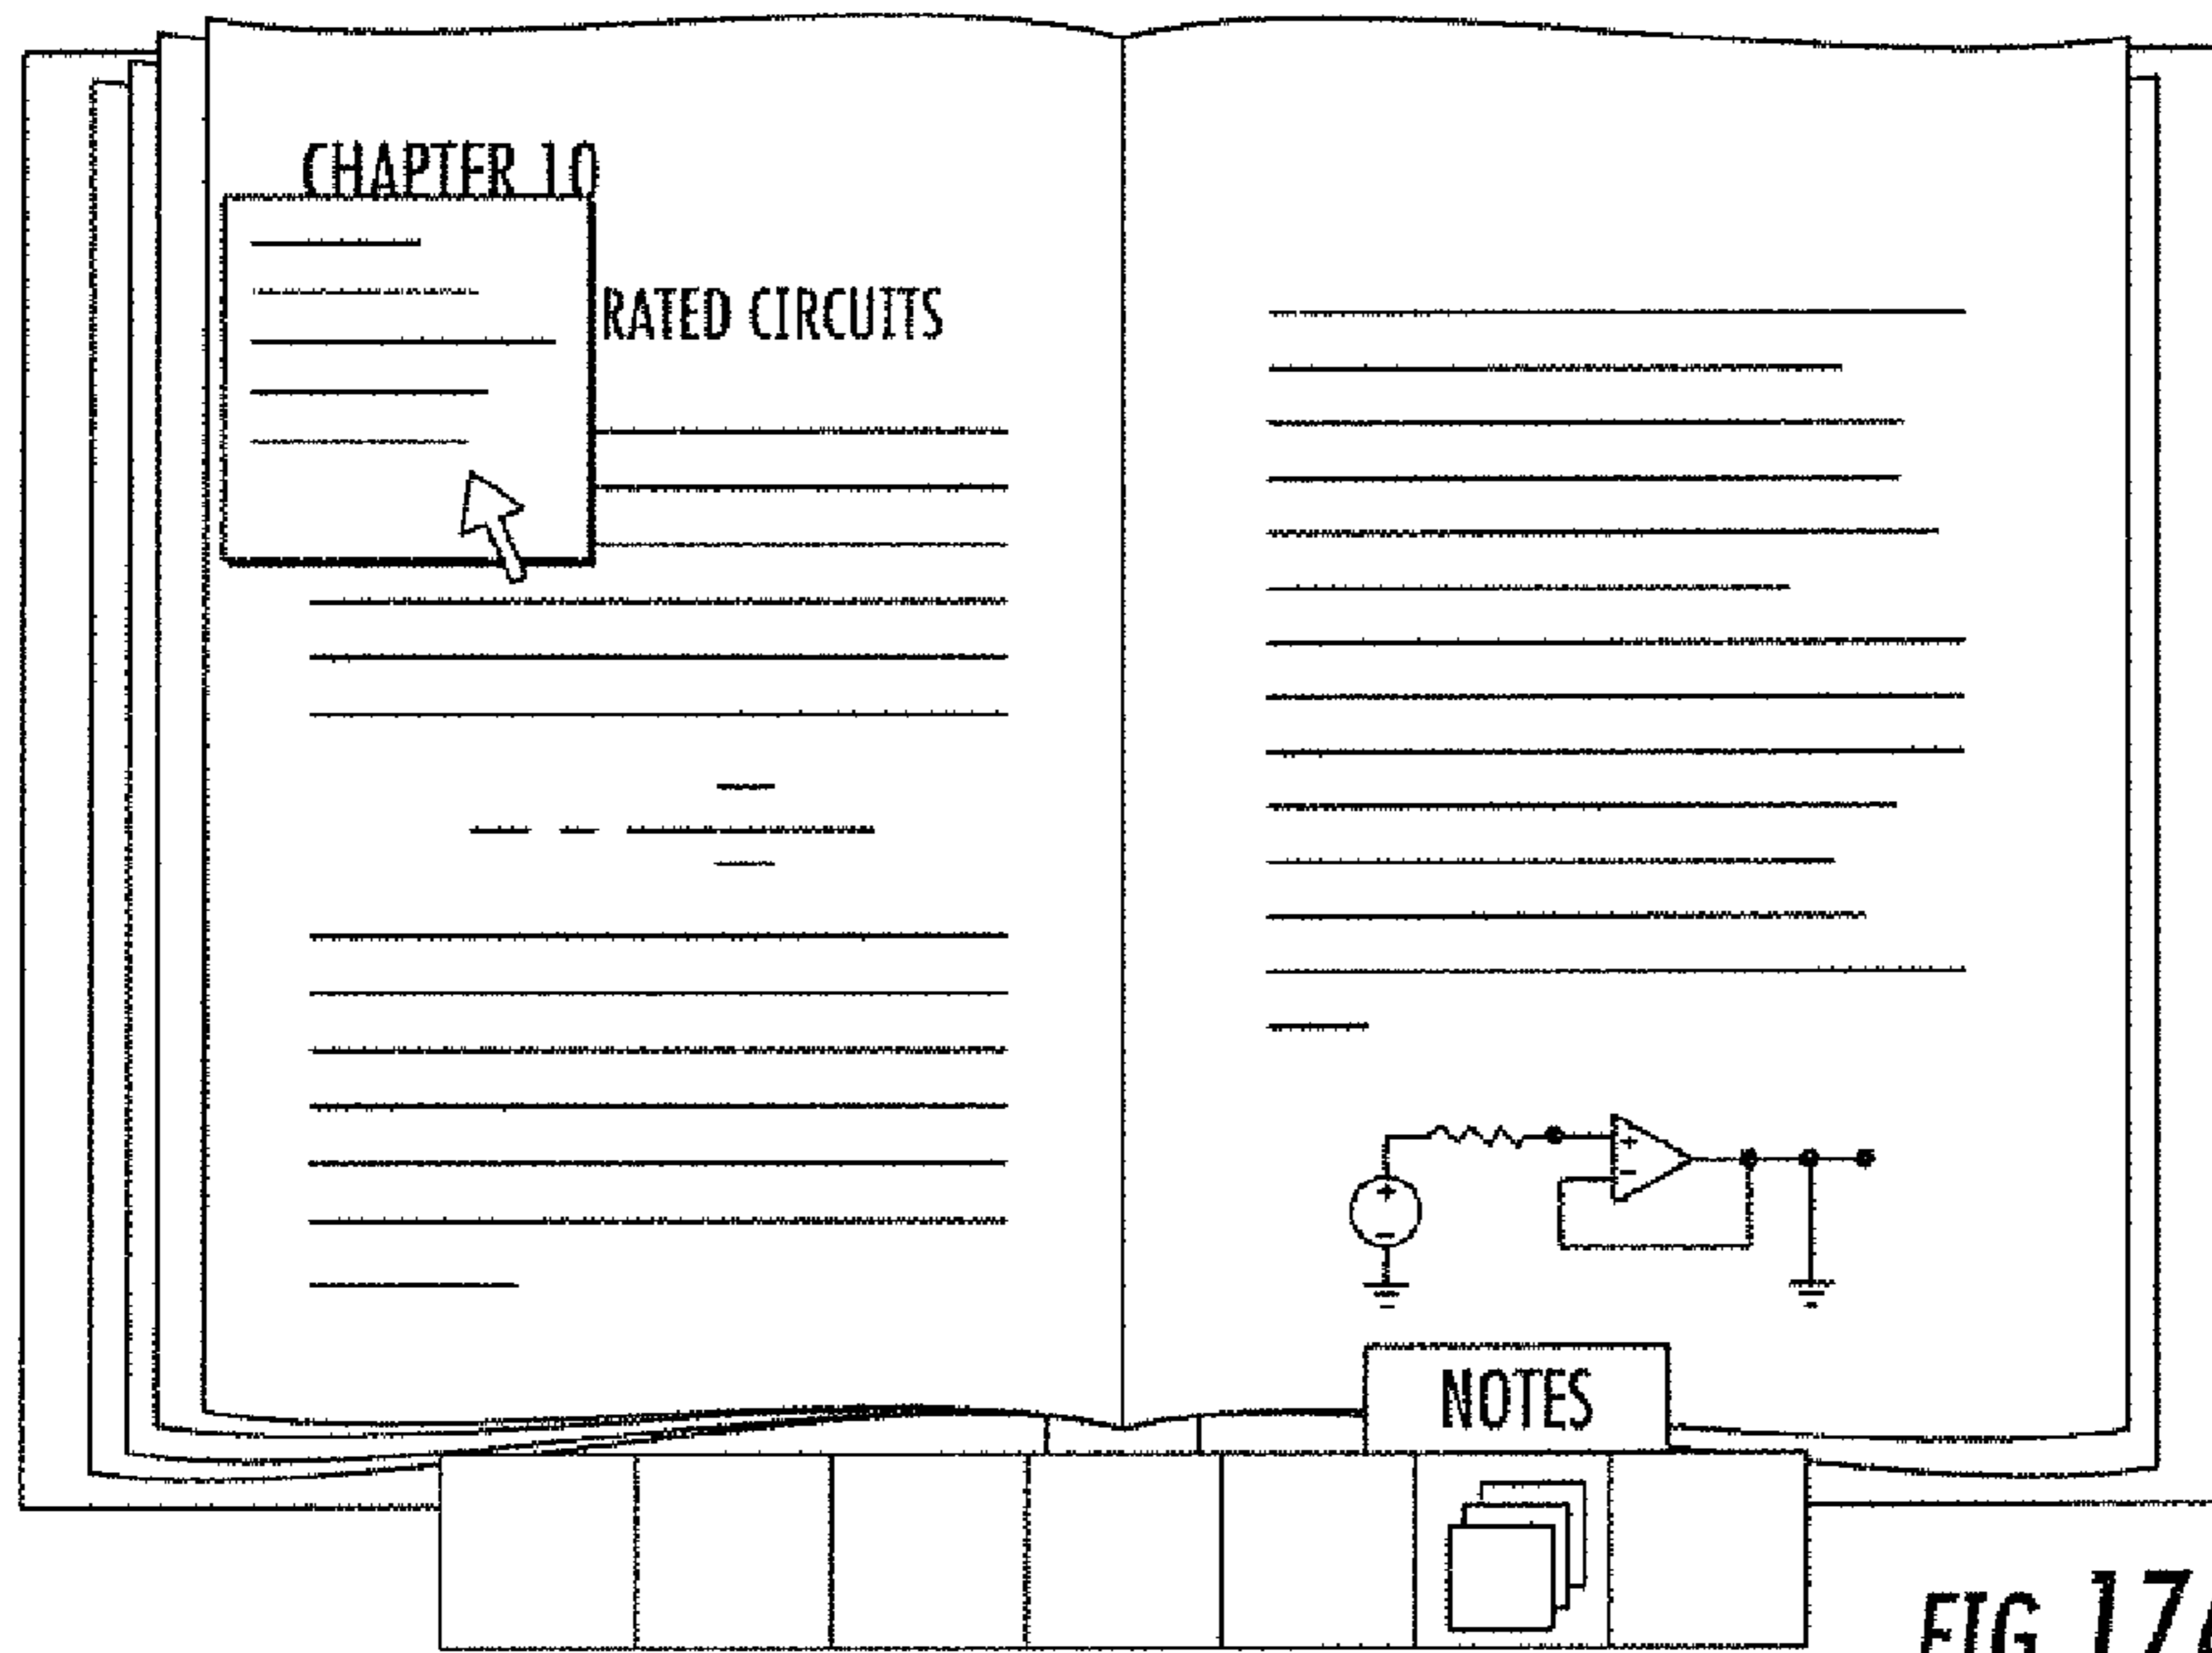 CHAPTER 10
RATED CIRCUITS
+
-
+
-
NOTES
FIG 17